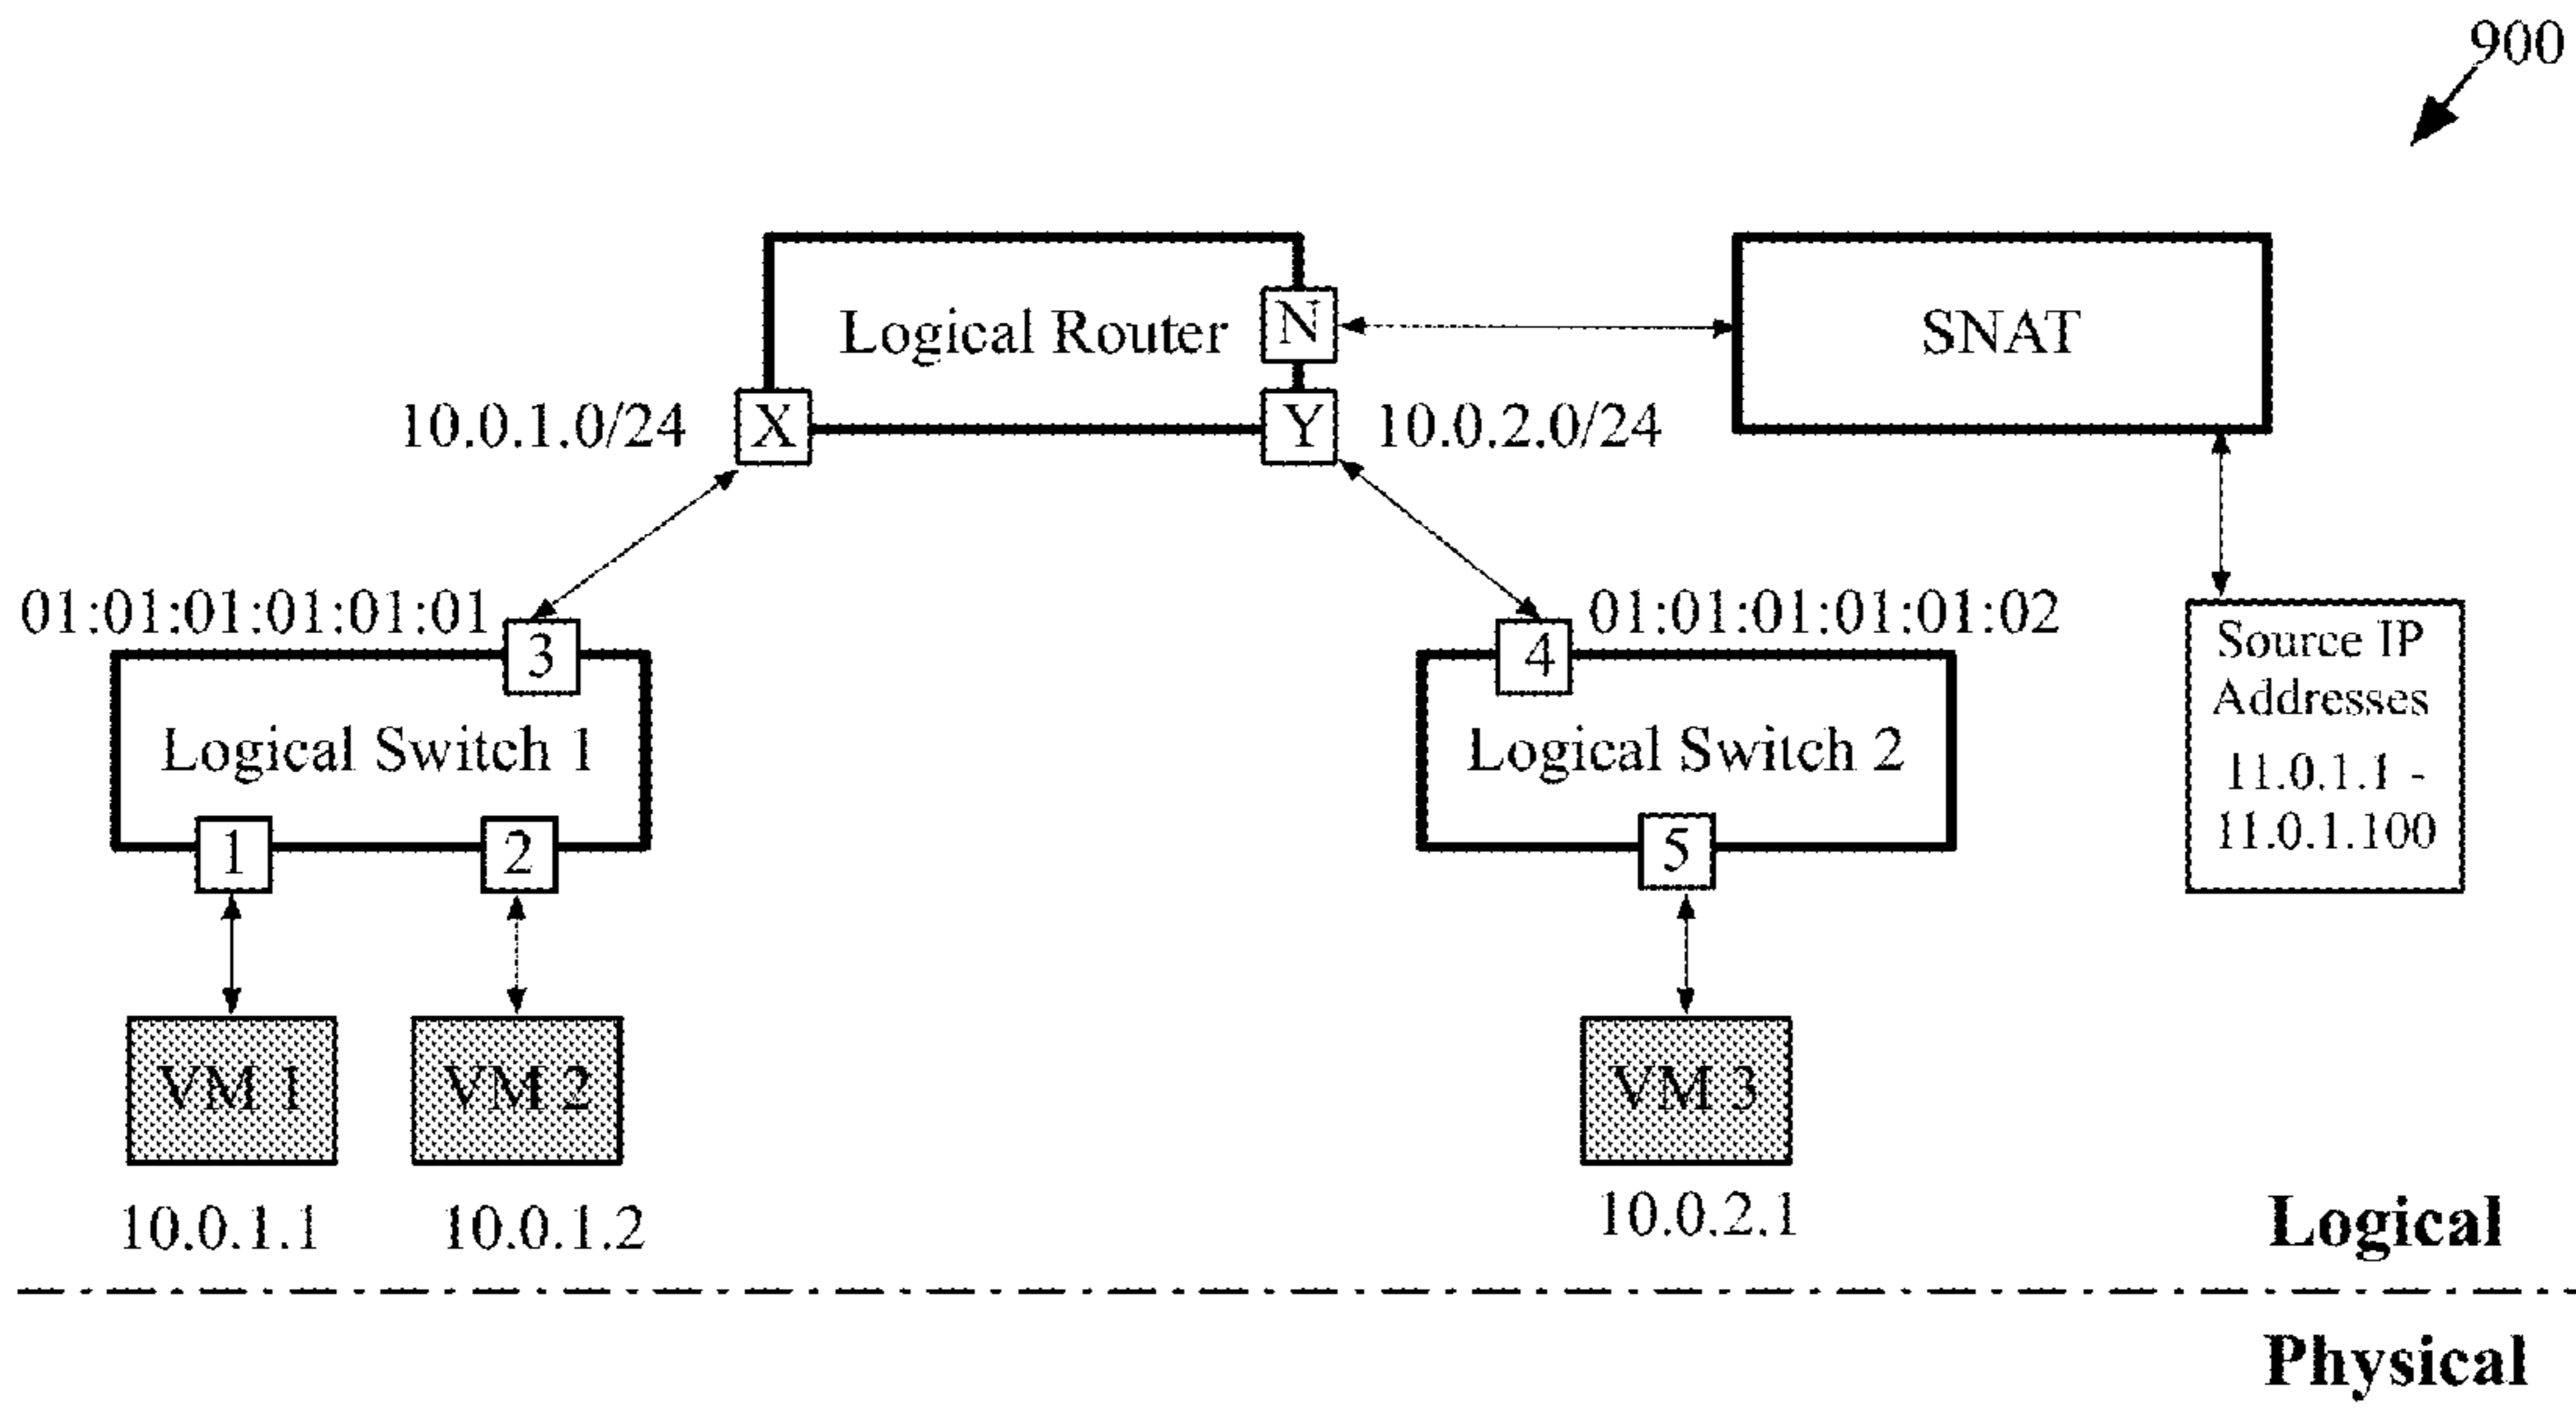 900
Logical Router
N
SNAT
10.0.1.0/24
X
Y
10.0.2.0/24
01:01:01:01:01:01
3
4
01:01:01:01:01:02
Source IP
Addresses
11.0.1.1 -
11.0.1.100
Logical Switch 1
Logical Switch 2
1
2
5
VM 1
VM 2
VM 3
10.0.1.1
10.0.1.2
10.0.2.1
Logical
Physical